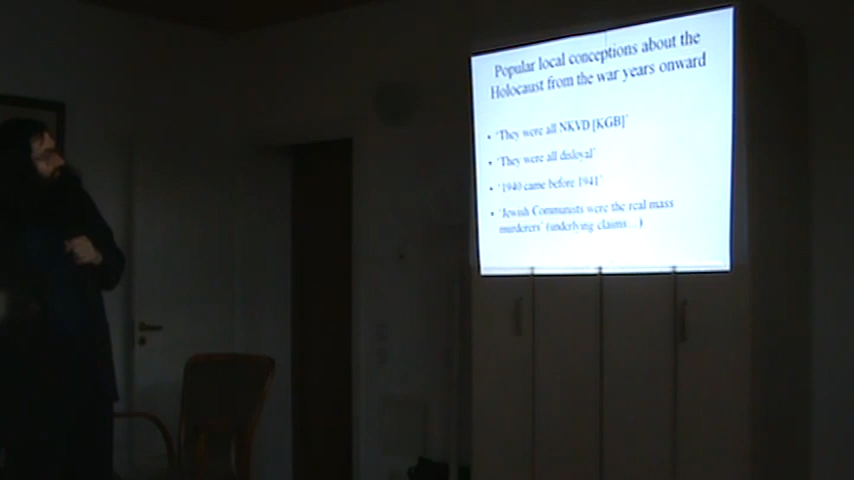 Popular local conceptions about the
Holocaust from the war years onward
• 'They were all NKVD [KGB]'
• 'They were all disloyal'
• '1940 came before 1941'
• 'Jewish Communists were the real mass
murderers' (underlying claims…)